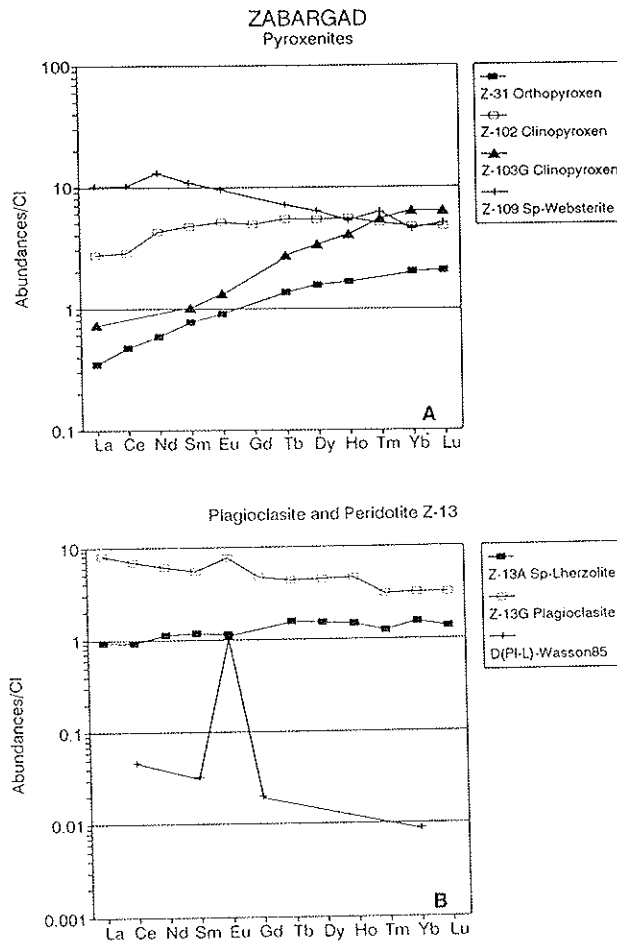 ZABARGAD
Pyroxenites
100
10
1
0.1
Abundances/CI
La Ce Nd Sm Eu Gd Tb Dy Ho Tm Yb Lu
A
Z-31 Orthopyroxen
Z-102 Clinopyroxen
Z-103G Clinopyroxen
Z-109 Sp-Websterite
Plagioclasite and Peridotite Z-13
10
1
0.1
0.01
0.001
Abundances/CI
La Ce Nd Sm Eu Gd Tb Dy Ho Tm Yb Lu
B
Z-13A Sp-Lherzolite
Z-13G Plagioclasite
D(Pl-L)-Wasson85